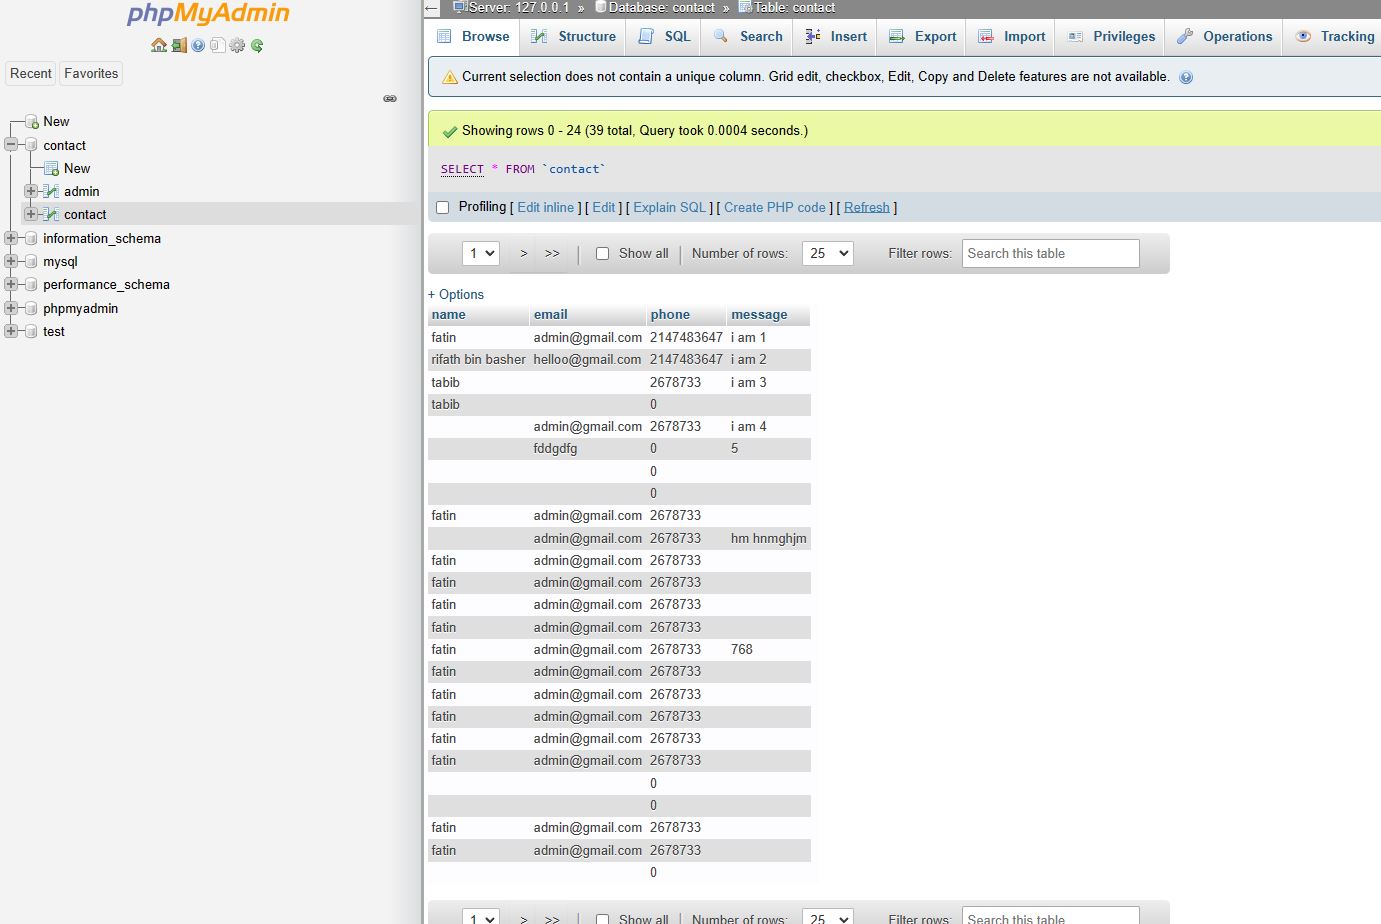 phpMyAdmin
Recent Favorites
New
contact
New
admin
contact
information_schema
mysql
performance_schema
phpmyadmin
test
Server: 127.0.0.1 » Database: contact » Table: contact
Browse Structure SQL Search Insert Export Import Privileges Operations Tracking
Current selection does not contain a unique column. Grid edit, checkbox, Edit, Copy and Delete features are not available.
Showing rows 0 - 24 (39 total, Query took 0.0004 seconds.)
SELECT * FROM `contact`
Profiling [ Edit inline ] [ Edit ] [ Explain SQL ] [ Create PHP code ] [ Refresh ]
1 > >> Show all Number of rows: 25 Filter rows: Search this table
+ Options
name email phone message
fatin admin@gmail.com 2147483647 i am 1
rifath bin basher helloo@gmail.com 2147483647 i am 2
tabib 2678733 i am 3
tabib 0
admin@gmail.com 2678733 i am 4
fddgdfg 0 5
0
0
fatin admin@gmail.com 2678733
admin@gmail.com 2678733 hm hnmghjm
fatin admin@gmail.com 2678733
fatin admin@gmail.com 2678733
fatin admin@gmail.com 2678733
fatin admin@gmail.com 2678733
fatin admin@gmail.com 2678733 768
fatin admin@gmail.com 2678733
fatin admin@gmail.com 2678733
fatin admin@gmail.com 2678733
fatin admin@gmail.com 2678733
fatin admin@gmail.com 2678733
0
0
fatin admin@gmail.com 2678733
fatin admin@gmail.com 2678733
0
1 > >> Show all Number of rows: 25 Filter rows: Search this table